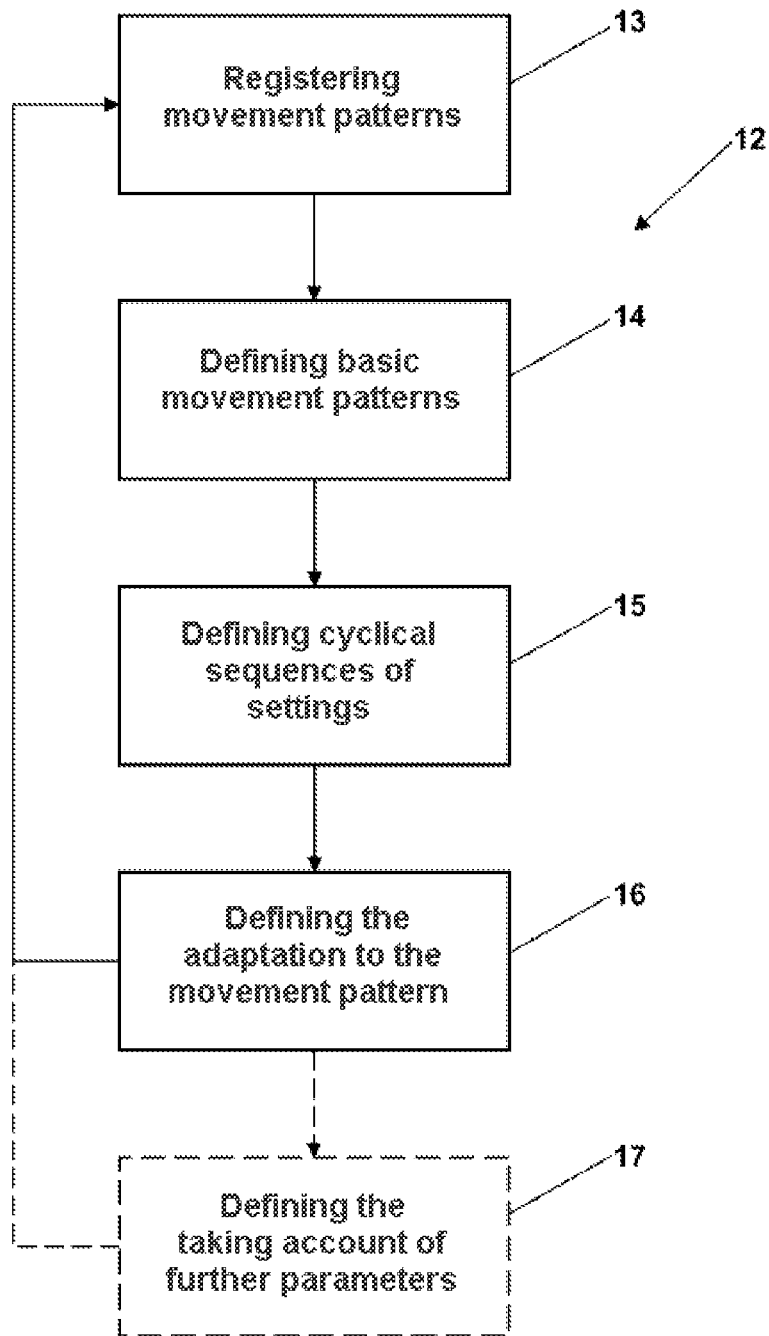 Registering
movement patterns
13
12
Defining basic
movement patterns
14
Defining cyclical
sequences of
settings
15
Defining the
adaptation to the
movement pattern
16
Defining the
taking account of
further parameters
17